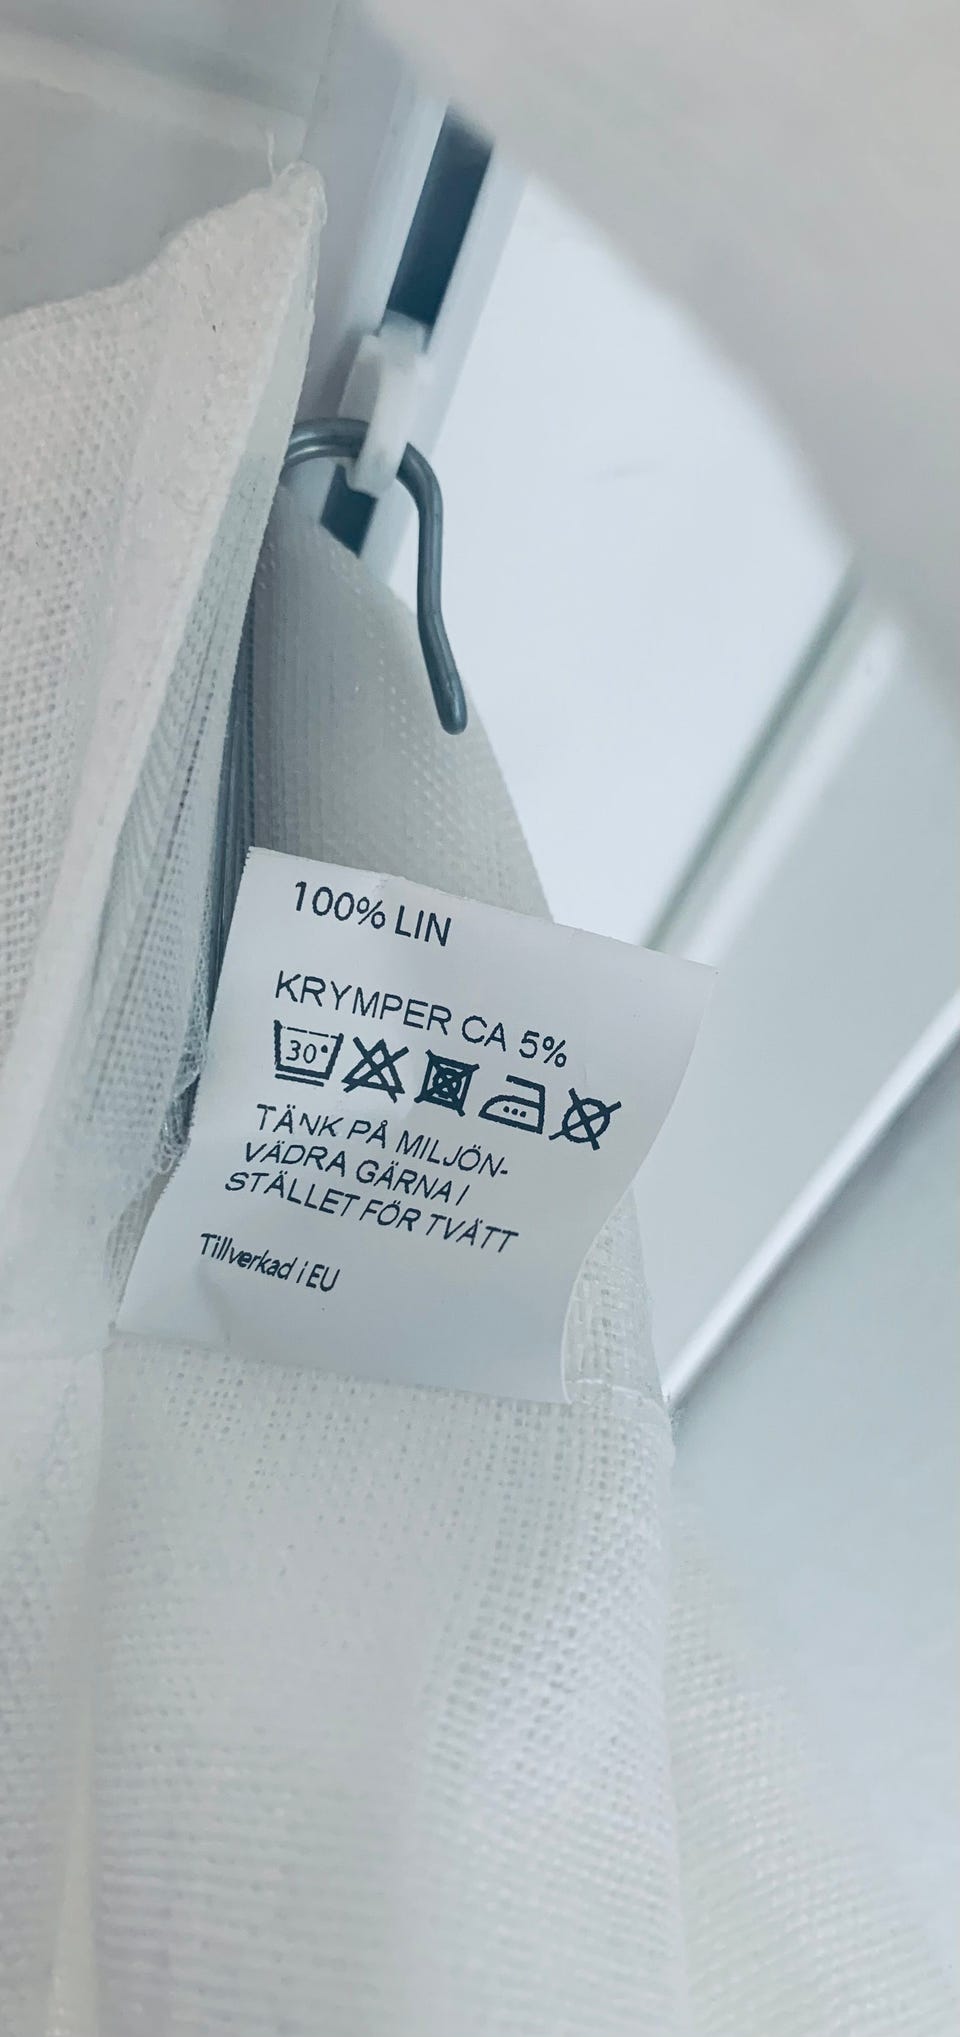 100% LIN
KRYMPER CA 5%
30°
TÄNK PÅ MILJÖN-
VÄDRA GÄRNA I
STÄLLET FÖR TVÄTT
Tillverkad i EU